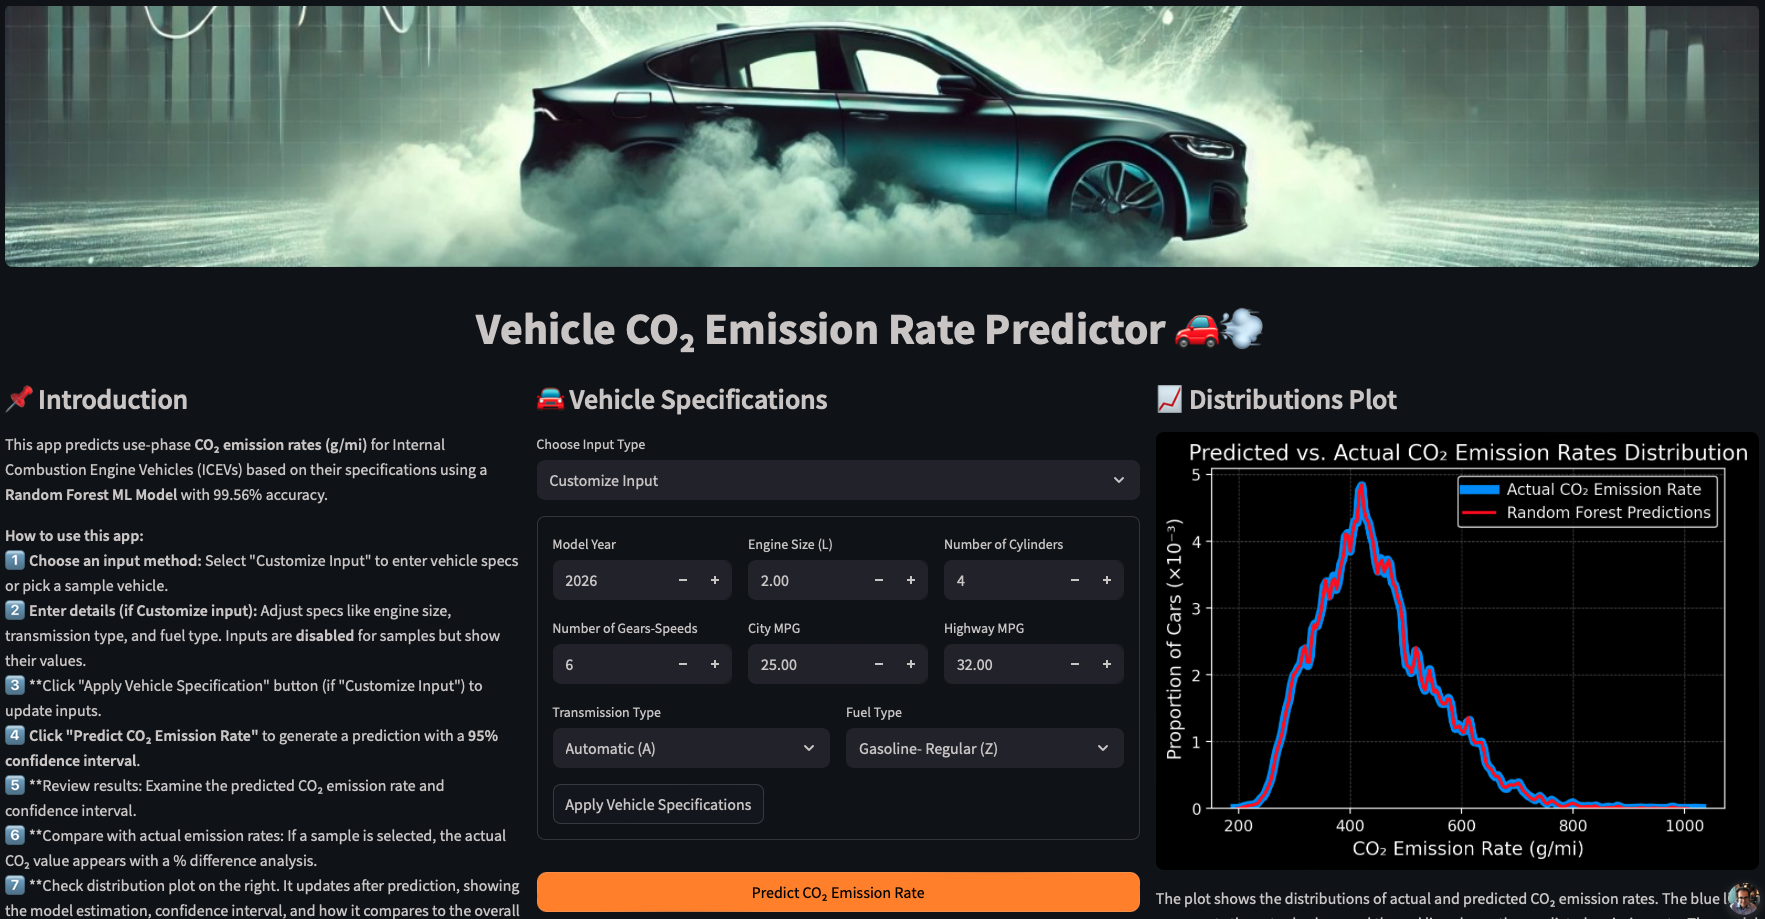 Vehicle CO₂ Emission Rate Predictor 🚗💨
📌 Introduction
This app predicts use-phase CO₂ emission rates (g/mi) for Internal
Combustion Engine Vehicles (ICEVs) based on their specifications using a
Random Forest ML Model with 99.56% accuracy.
How to use this app:
1️⃣ Choose an input method: Select "Customize Input" to enter vehicle specs
or pick a sample vehicle.
2️⃣ Enter details (if Customize input): Adjust specs like engine size,
transmission type, and fuel type. Inputs are disabled for samples but show
their values.
3️⃣ **Click "Apply Vehicle Specification" button (if "Customize Input") to
update inputs.
4️⃣ Click "Predict CO₂ Emission Rate" to generate a prediction with a 95%
confidence interval.
5️⃣ **Review results: Examine the predicted CO₂ emission rate and
confidence interval.
6️⃣ **Compare with actual emission rates: If a sample is selected, the actual
CO₂ value appears with a % difference analysis.
7️⃣ **Check distribution plot on the right. It updates after prediction, showing
the model estimation, confidence interval, and how it compares to the overall
🚘 Vehicle Specifications
Choose Input Type
Customize Input
Model Year
Engine Size (L)
Number of Cylinders
2026 − +
2.00 − +
4 − +
Number of Gears-Speeds
City MPG
Highway MPG
6 − +
25.00 − +
32.00 − +
Transmission Type
Fuel Type
Automatic (A)
Gasoline- Regular (Z)
Apply Vehicle Specifications
Predict CO₂ Emission Rate
📈 Distributions Plot
Predicted vs. Actual CO₂ Emission Rates Distribution
Actual CO₂ Emission Rate
Random Forest Predictions
Proportion of Cars (×10⁻³)
5
4
3
2
1
0
200 400 600 800 1000
CO₂ Emission Rate (g/mi)
The plot shows the distributions of actual and predicted CO₂ emission rates. The blue